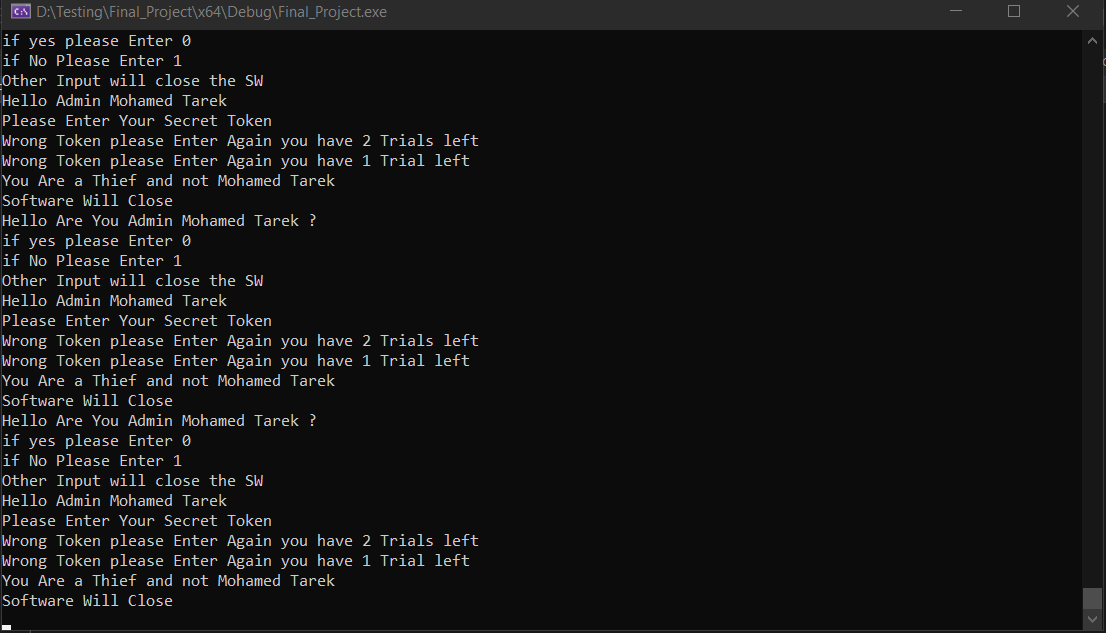 D:\Testing\Final_Project\x64\Debug\Final_Project.exe
if yes please Enter 0
if No Please Enter 1
Other Input will close the SW
Hello Admin Mohamed Tarek
Please Enter Your Secret Token
Wrong Token please Enter Again you have 2 Trials left
Wrong Token please Enter Again you have 1 Trial left
You Are a Thief and not Mohamed Tarek
Software Will Close
Hello Are You Admin Mohamed Tarek ?
if yes please Enter 0
if No Please Enter 1
Other Input will close the SW
Hello Admin Mohamed Tarek
Please Enter Your Secret Token
Wrong Token please Enter Again you have 2 Trials left
Wrong Token please Enter Again you have 1 Trial left
You Are a Thief and not Mohamed Tarek
Software Will Close
Hello Are You Admin Mohamed Tarek ?
if yes please Enter 0
if No Please Enter 1
Other Input will close the SW
Hello Admin Mohamed Tarek
Please Enter Your Secret Token
Wrong Token please Enter Again you have 2 Trials left
Wrong Token please Enter Again you have 1 Trial left
You Are a Thief and not Mohamed Tarek
Software Will Close